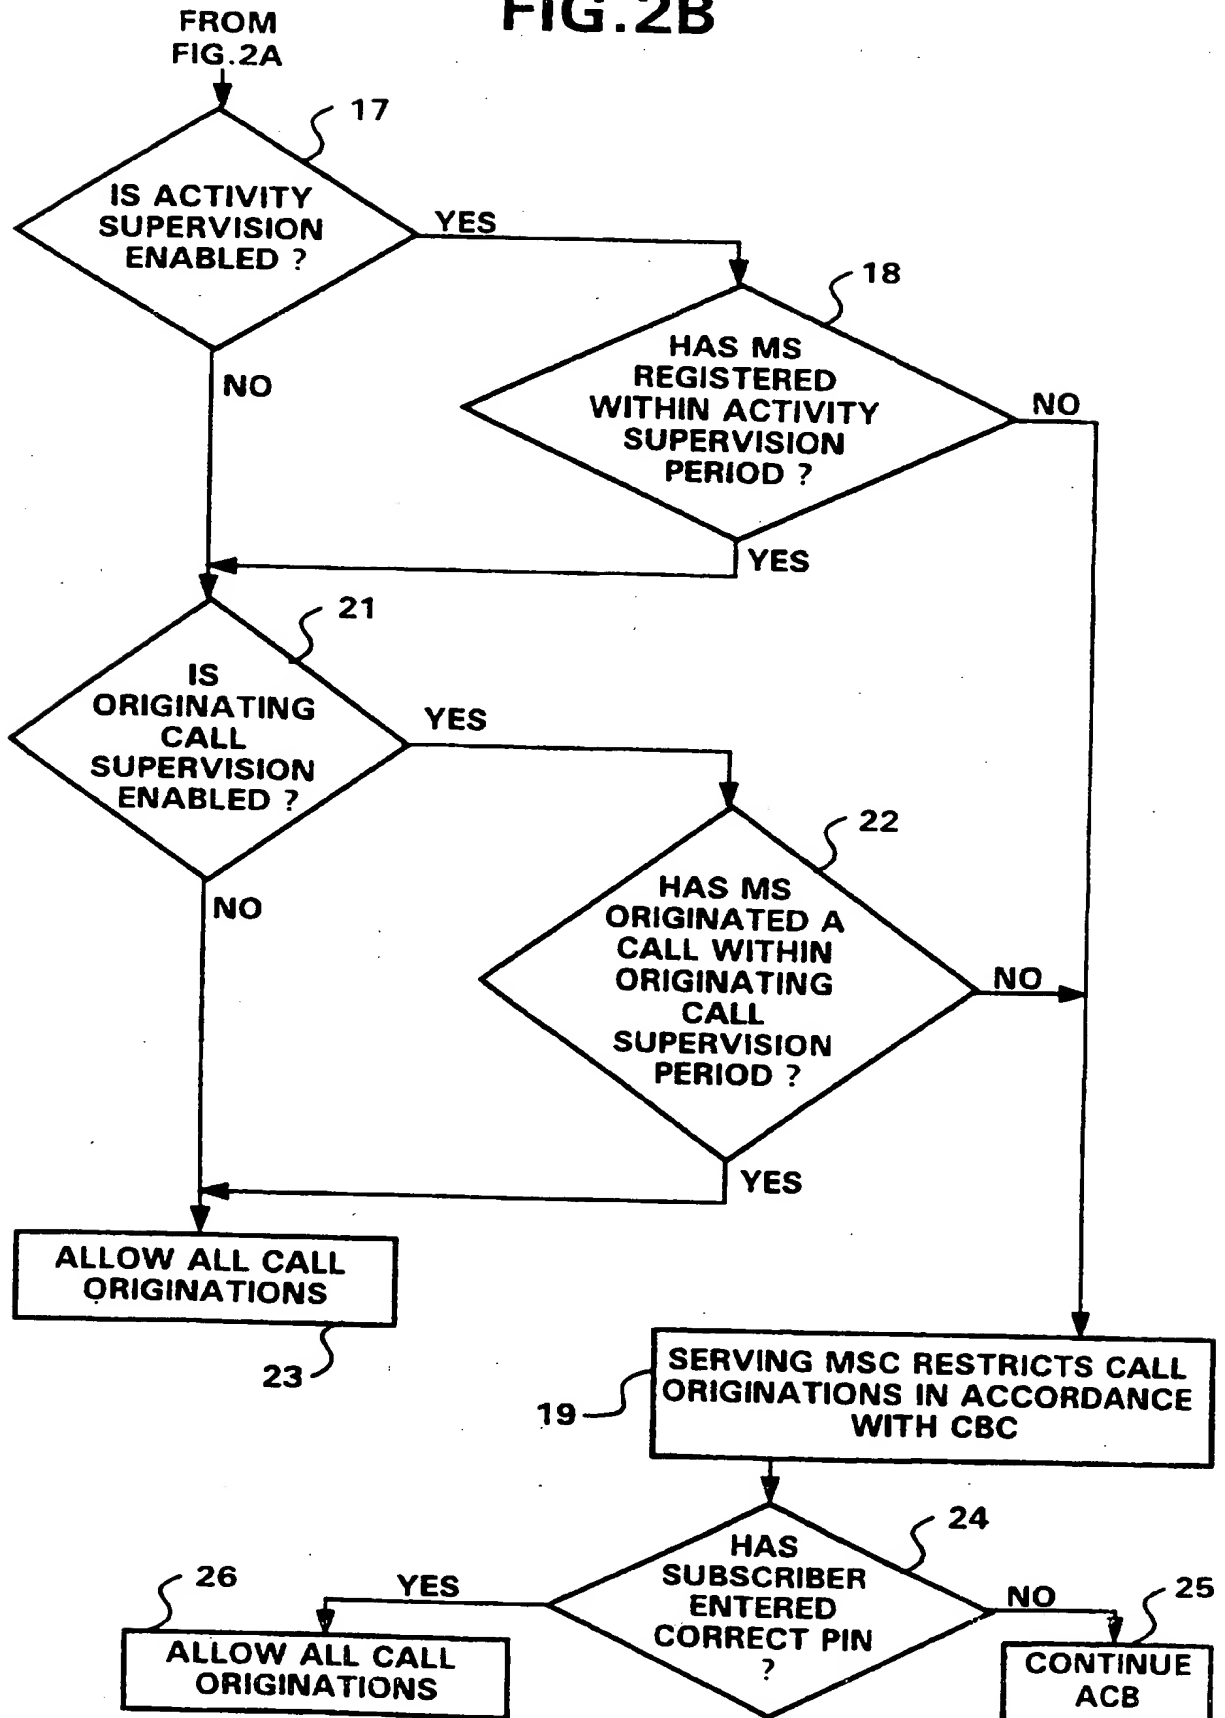 FIG.2B
FROM
FIG.2A
17
IS ACTIVITY
SUPERVISION
ENABLED ?
YES
NO
18
HAS MS
REGISTERED
WITHIN ACTIVITY
SUPERVISION
PERIOD ?
NO
YES
21
IS
ORIGINATING
CALL
SUPERVISION
ENABLED ?
YES
NO
22
HAS MS
ORIGINATED A
CALL WITHIN
ORIGINATING
CALL
SUPERVISION
PERIOD ?
NO
YES
ALLOW ALL CALL
ORIGINATIONS
23
SERVING MSC RESTRICTS CALL
ORIGINATIONS IN ACCORDANCE
WITH CBC
19
24
HAS
SUBSCRIBER
ENTERED
CORRECT PIN
?
YES
NO
26
ALLOW ALL CALL
ORIGINATIONS
25
CONTINUE
ACB